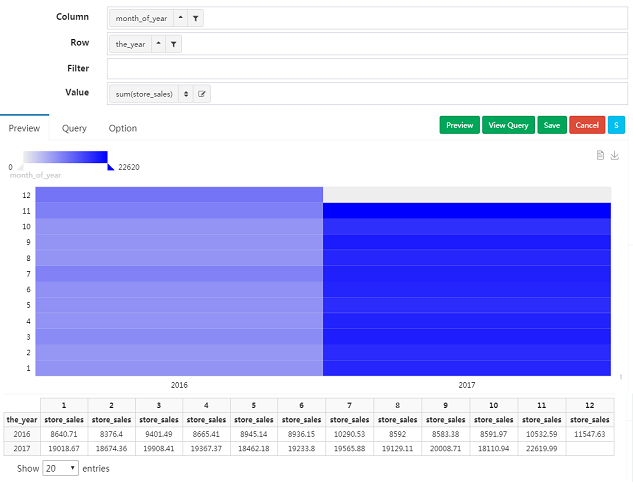 Column month_of_year
Row the_year
Filter
Value sum(store_sales)
Preview Query Option Preview View Query Save Cancel S
0 22620
month_of_year
12
11
10
9
8
7
6
5
4
3
2
1
2016 2017
1 2 3 4 5 6 7 8 9 10 11 12
the_year store_sales store_sales store_sales store_sales store_sales store_sales store_sales store_sales store_sales store_sales store_sales store_sales
2016 8640.71 8376.4 9401.49 8665.41 8945.14 8936.15 10290.53 8592 8583.38 8591.97 10532.59 11547.63
2017 19018.67 18674.36 19908.41 19367.37 18462.18 19233.8 19565.88 19129.11 20008.71 18110.94 22619.99
Show 20 entries